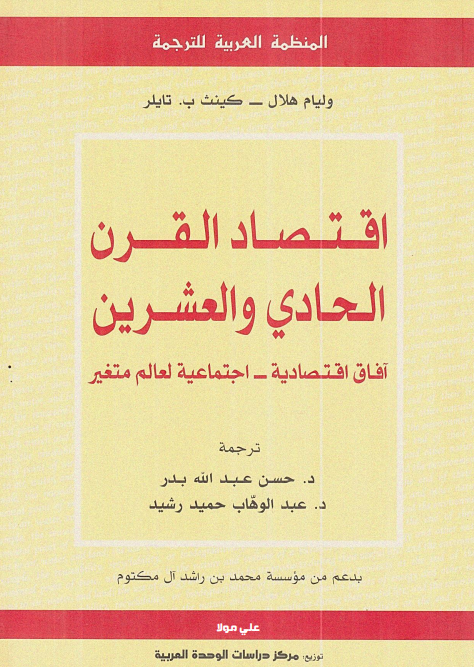 المنظمة العربية للترجمة
وليام هلال – كينث ب. تايلر
اقتصاد القرن
الحادي والعشرين
آفاق اقتصادية – اجتماعية لعالم متغير
ترجمة
د. حسن عبد الله بدر
د. عبد الوهّاب حميد رشيد
بدعم من مؤسسة محمد بن راشد آل مكتوم
علي مولا
توزيع: مركز دراسات الوحدة العربية